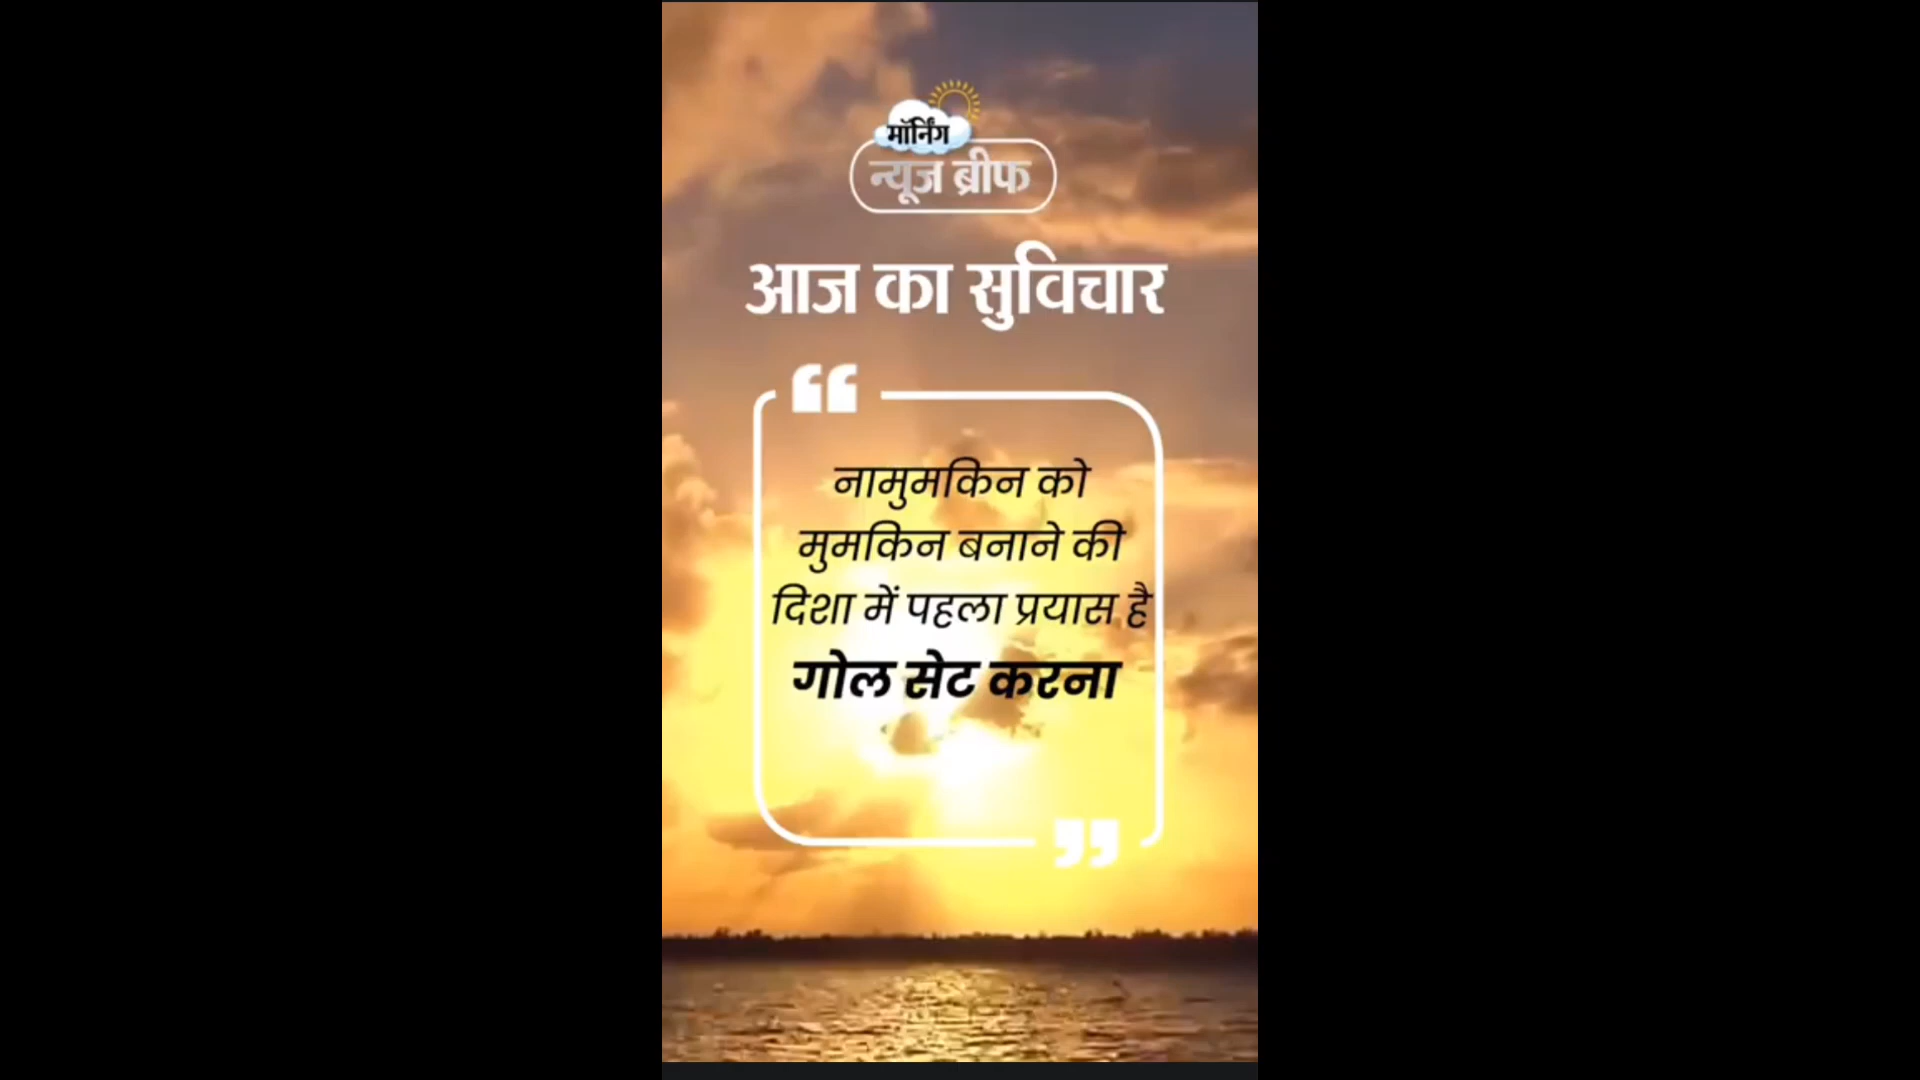 मॉर्निंग
न्यूज ब्रीफ
आज का सुविचार
“
नामुमकिन को
मुमकिन बनाने की
दिशा में पहला प्रयास है
गोल सेट करना
”